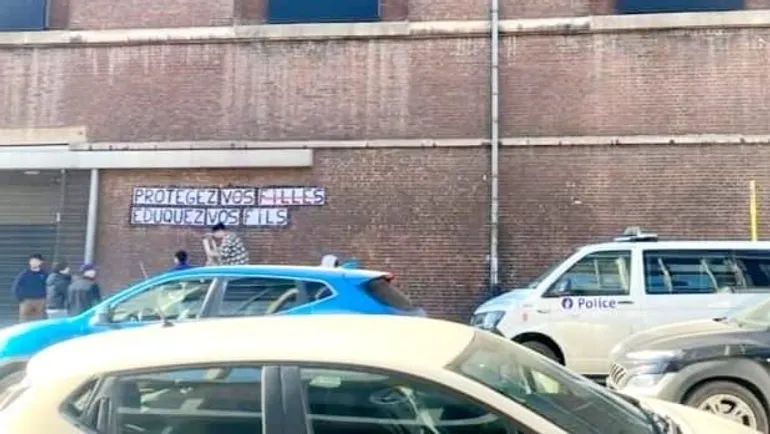 PROTEGEZ VOS FILLES
EDUQUEZ VOS FILS
Police